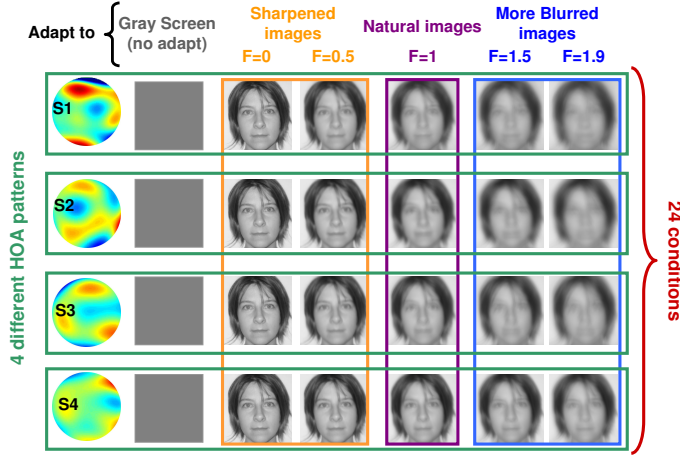 Adapt to
Gray Screen
(no adapt)
Sharpened
images
F=0 F=0.5
Natural images
F=1
More Blurred
images
F=1.5 F=1.9
4 different HOA patterns
S1
S2
S3
S4
24 conditions